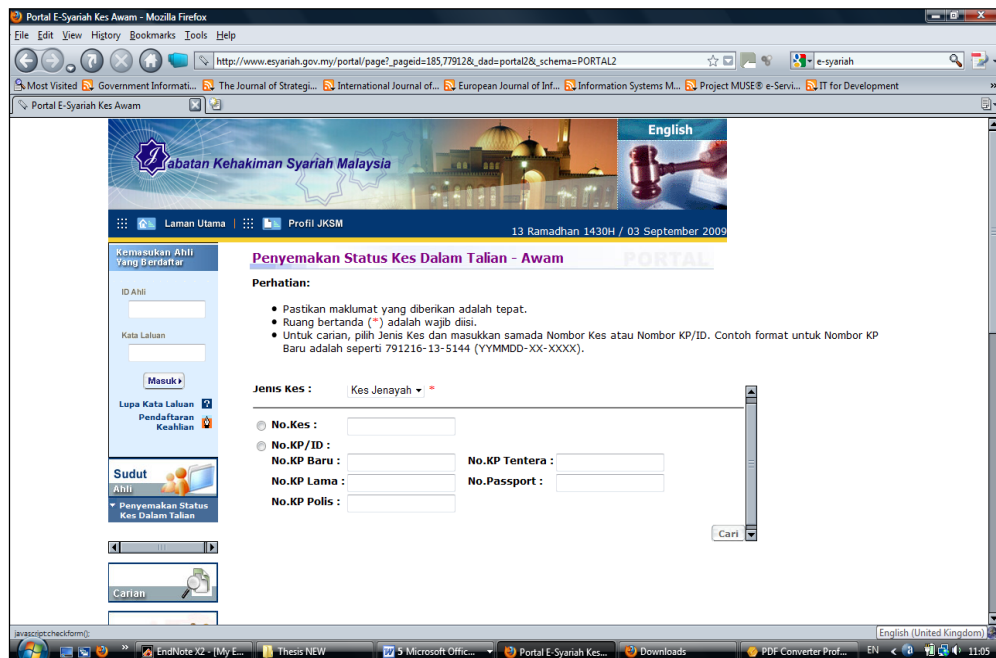 Portal E-Syariah Kes Awam - Mozilla Firefox
File Edit View History Bookmarks Tools Help
http://www.esyariah.gov.my/portal/page?_pageid=185,77912&_dad=portal2&_schema=PORTAL2
e-syariah
Most Visited Government Informati... The Journal of Strategi... International Journal of... European Journal of Inf... Information Systems M... Project MUSE® e-Servi... IT for Development
Portal E-Syariah Kes Awam
English
Jabatan Kehakiman Syariah Malaysia
Laman Utama | Profil JKSM
13 Ramadhan 1430H / 03 September 2009
Kemasukan Ahli
Yang Berdaftar
ID Ahli
Kata Laluan
Masuk
Lupa Kata Laluan
Pendaftaran
Keahlian
Sudut
Ahli
Penyemakan Status
Kes Dalam Talian
Carian
Penyemakan Status Kes Dalam Talian - Awam
PORTAL
Perhatian:
• Pastikan maklumat yang diberikan adalah tepat.
• Ruang bertanda (*) adalah wajib diisi.
• Untuk carian, pilih Jenis Kes dan masukkan samada Nombor Kes atau Nombor KP/ID. Contoh format untuk Nombor KP
Baru adalah seperti 791216-13-5144 (YYMMDD-XX-XXXX).
Jenis Kes : Kes Jenayah *
No.Kes :
No.KP/ID :
No.KP Baru : No.KP Tentera :
No.KP Lama : No.Passport :
No.KP Polis :
Cari
javascript:checkform();
English (United Kingdom)
EndNote X2 - [My E... Thesis NEW 5 Microsoft Offic... Portal E-Syariah Kes... Downloads PDF Converter Prof... EN 11:05